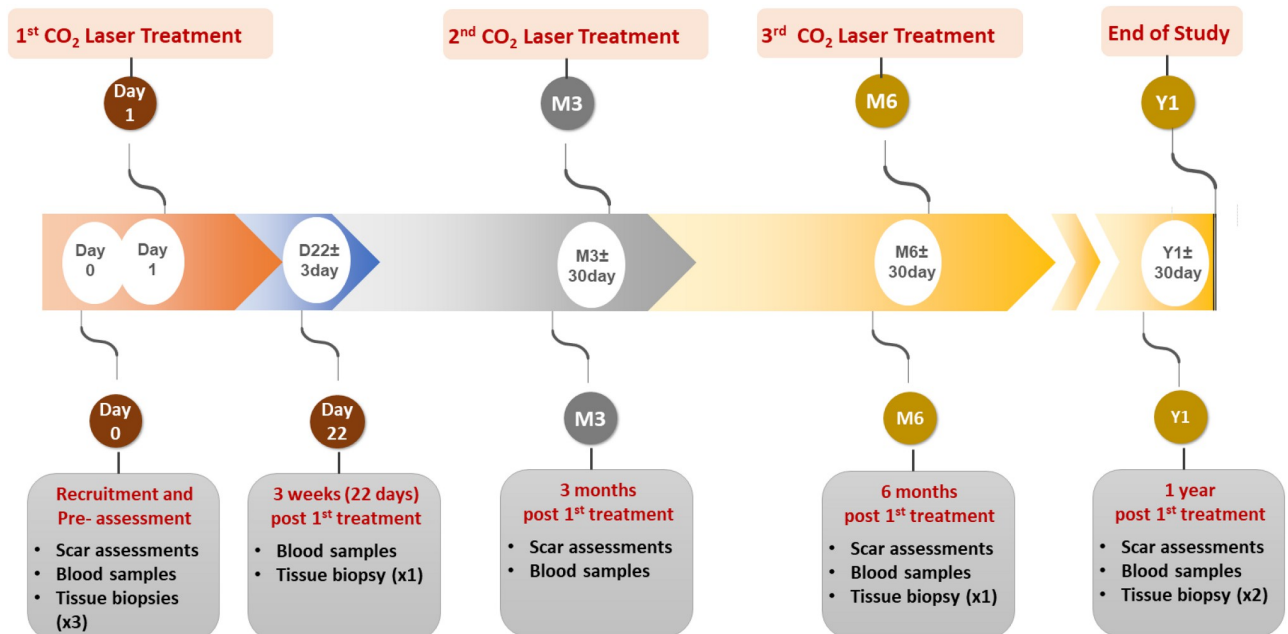 1st CO2 Laser Treatment
2nd CO2 Laser Treatment
3rd CO2 Laser Treatment
End of Study
Day
1
M3
M6
Y1
Day
0
Day
1
D22±
3day
M3±
30day
M6±
30day
Y1±
30day
Day
0
Day
22
M3
M6
Y1
Recruitment and
Pre- assessment
• Scar assessments
• Blood samples
• Tissue biopsies
(x3)
3 weeks (22 days)
post 1st treatment
• Blood samples
• Tissue biopsy (x1)
3 months
post 1st treatment
• Scar assessments
• Blood samples
6 months
post 1st treatment
• Scar assessments
• Blood samples
• Tissue biopsy (x1)
1 year
post 1st treatment
• Scar assessments
• Blood samples
• Tissue biopsy (x2)